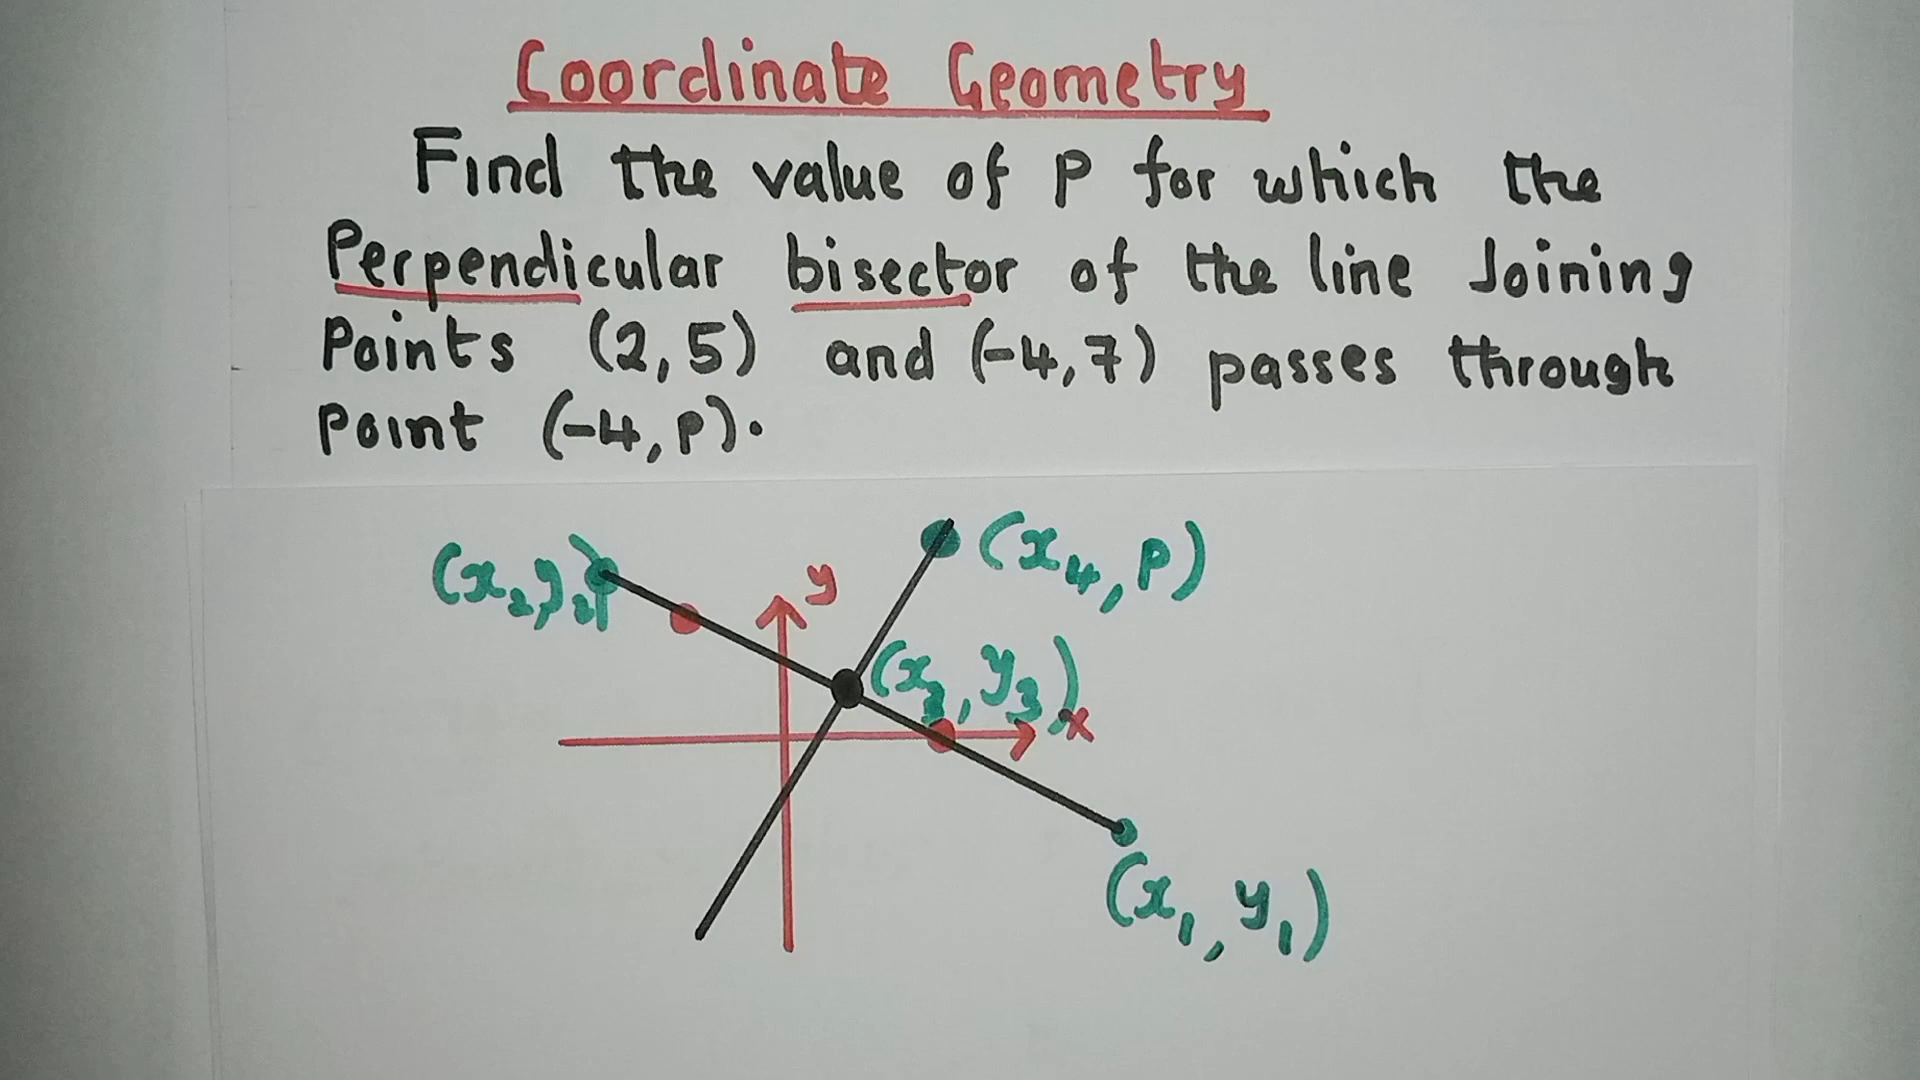 Coordinate Geometry
Find the value of P for which the
Perpendicular bisector of the line Joining
Points (2,5) and (-4,7) passes through
Point (-4,P).
(x₂,y₂)
y
(x₄,P)
(x₃,y₃)
x
(x₁,y₁)